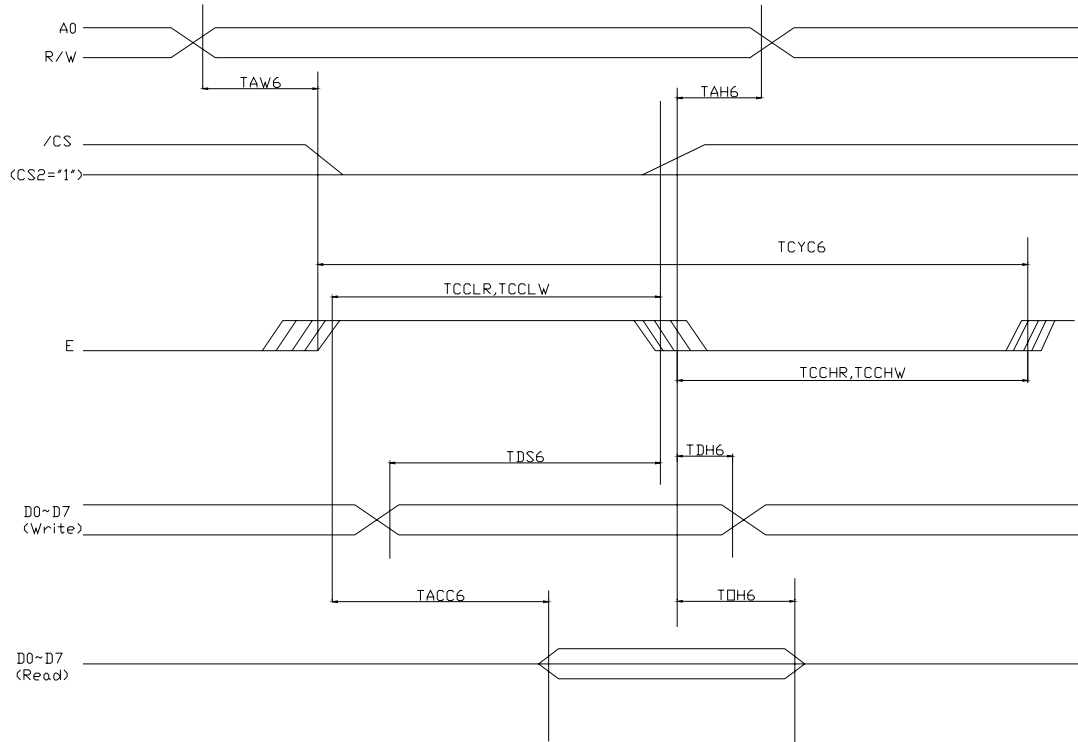 A0
R/W
TAW6
TAH6
/CS
(CS2="1")
TCYC6
TCCLR,TCCLW
E
TCCHR,TCCHW
TDS6
TDH6
D0~D7
(Write)
TACC6
TOH6
D0~D7
(Read)